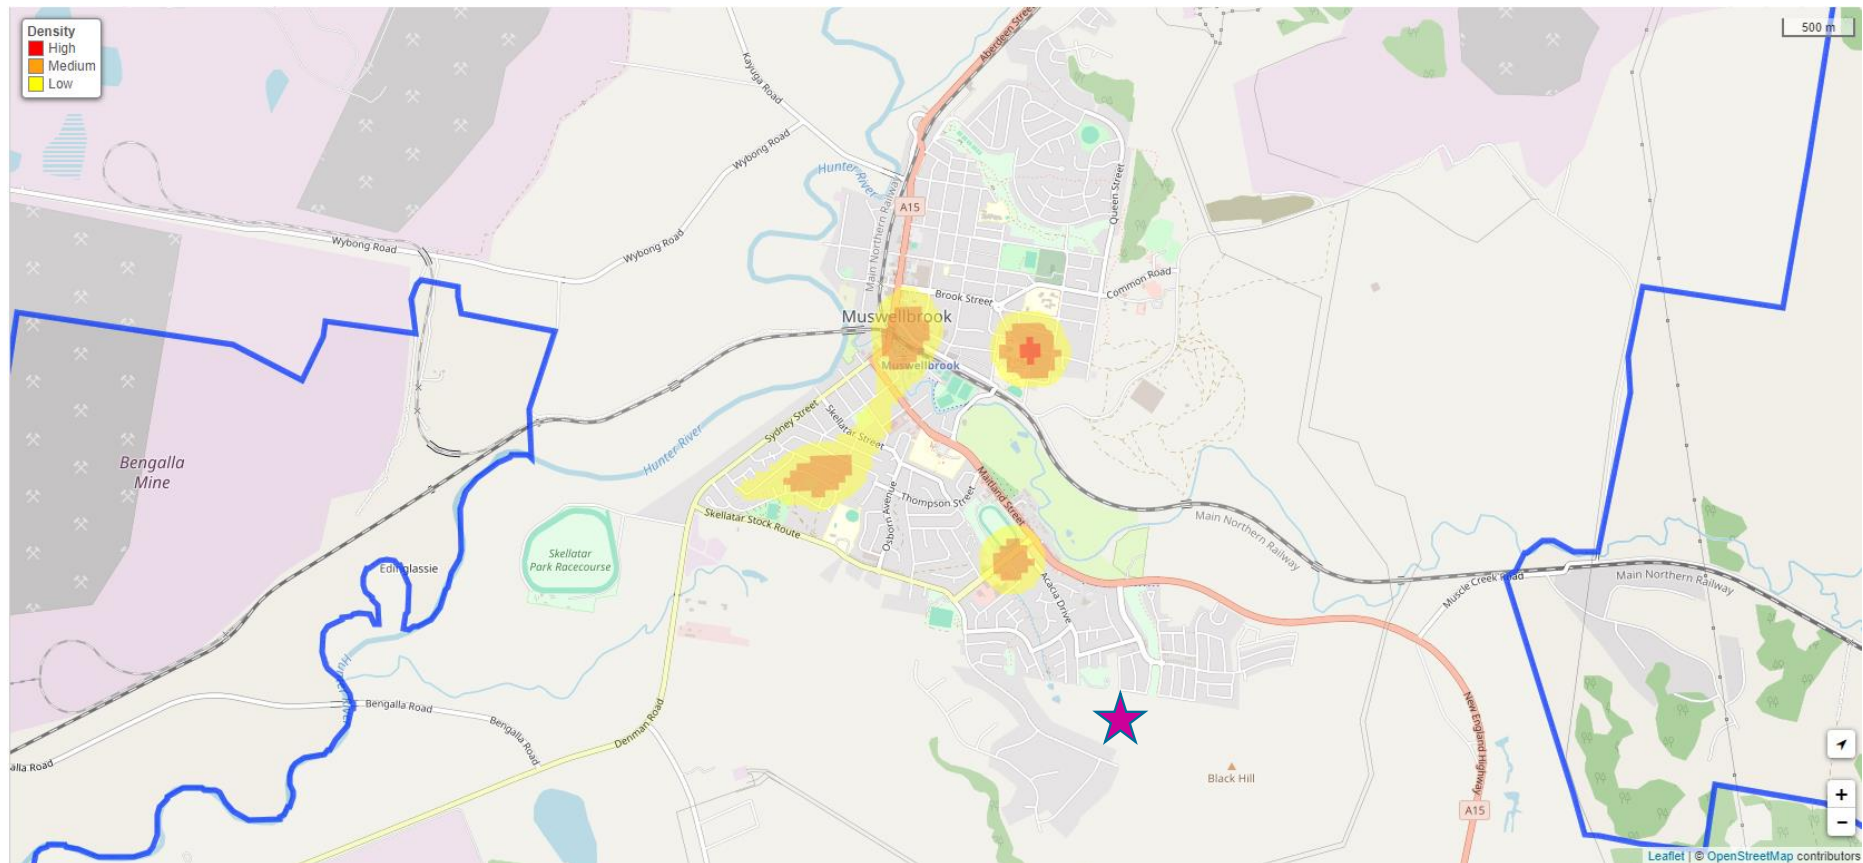 Density
High
Medium
Low
500 m
Aberdeen Street
Kayuga Road
Wybong Road
Hunter River
Main Northern Railway
A15
Queen Street
Wybong Road
Wybong Road
Common Road
Brook Street
Muswellbrook
Muswellbrook
Sydney Street
Skellatar Street
Hunter River
Bengalla
Mine
Maitland Street
Thompson Street
Osborn Avenue
Skellatar Stock Route
Main Northern Railway
Skellatar
Park Racecourse
Edinglassie
Acacia Drive
Muscle Creek Road
Main Northern Railway
Hunter River
Bengalla Road
Bengalla Road
Denman Road
New England Highway
alla Road
Black Hill
A15
+
−
Leaflet | © OpenStreetMap contributors